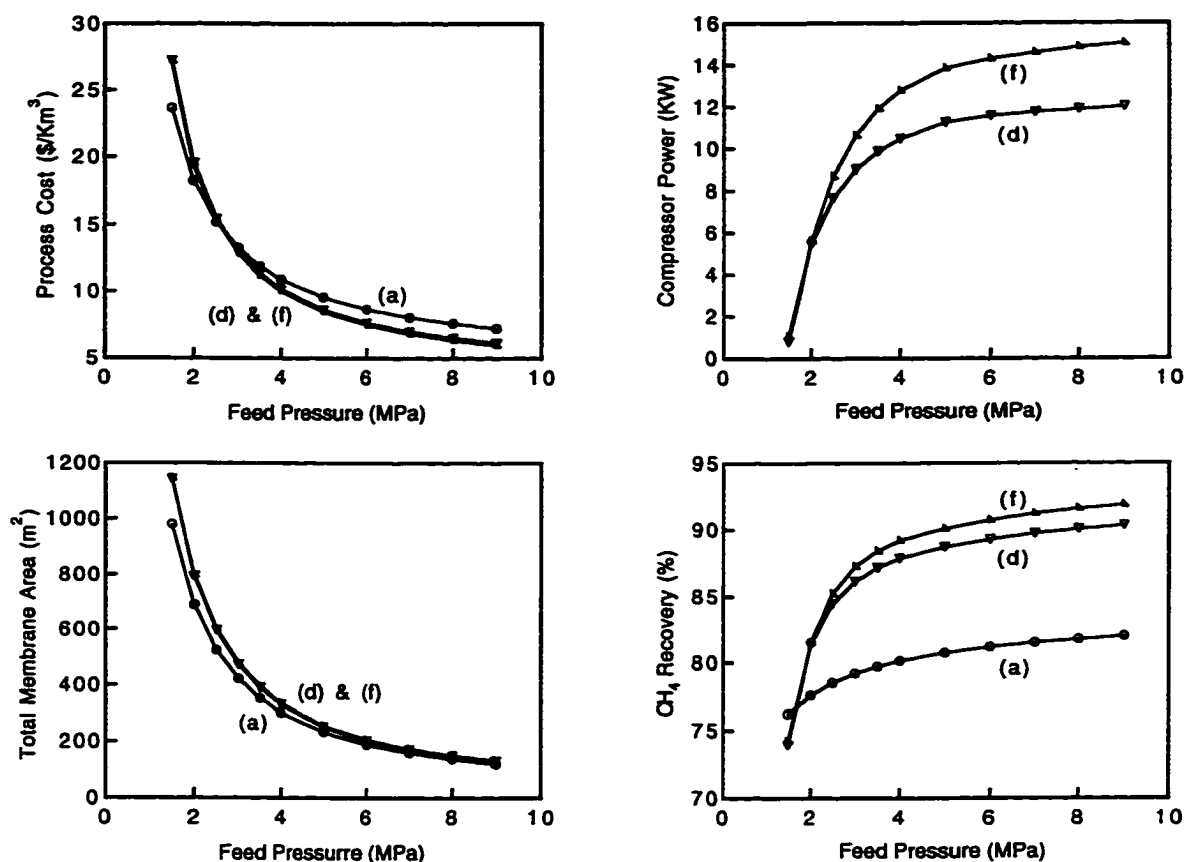 30
25
20
15
10
5
Process Cost ($/Km³)
(a)
(d) & (f)
0 2 4 6 8 10
Feed Pressure (MPa)
16
14
12
10
8
6
4
2
0
Compressor Power (KW)
(f)
(d)
0 2 4 6 8 10
Feed Pressure (MPa)
1200
1000
800
600
400
200
0
Total Membrane Area (m²)
(d) & (f)
(a)
0 2 4 6 8 10
Feed Pressurre (MPa)
95
90
85
80
75
70
CH₄ Recovery (%)
(f)
(d)
(a)
0 2 4 6 8 10
Feed Pressure (MPa)